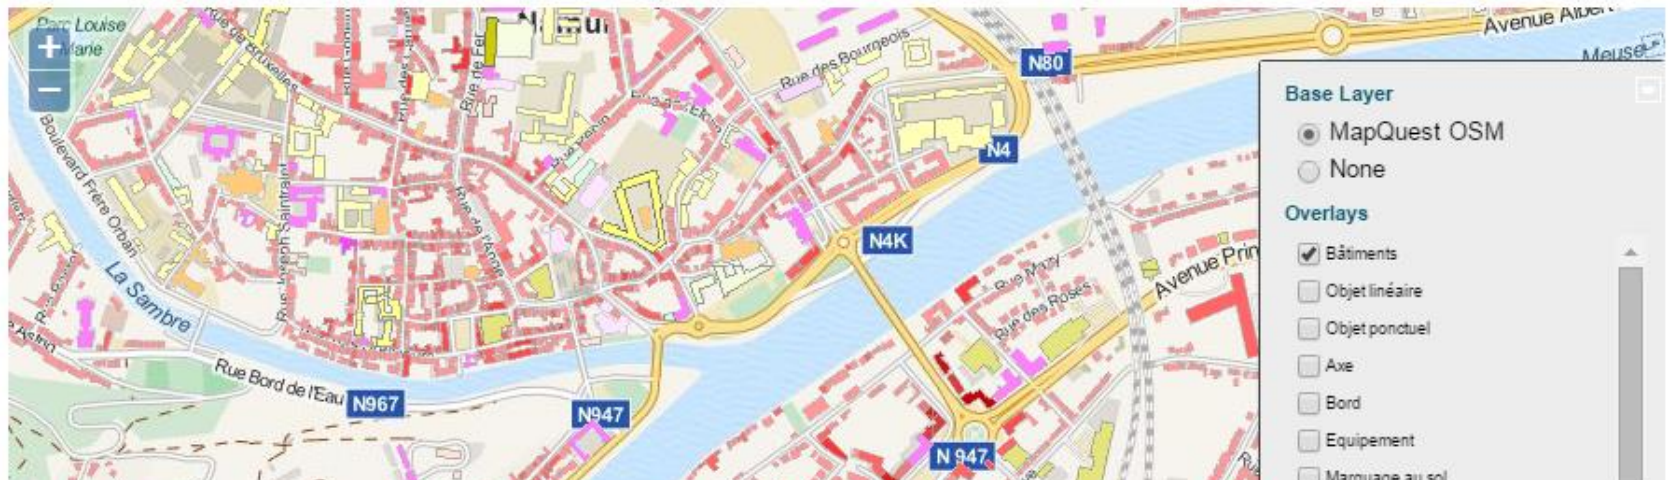 Parc Louise
Marie
+
−
Rue de Bruxelles
Rue de Fer
Namur
Rue des Bourgeois
N80
Avenue Albert
Meuse
N4
N4K
Boulevard Frère Orban
Rue Joseph Saintraint
Rue de l'Ange
La Sambre
Rue Bord de l'Eau
N967
N947
N 947
Rue Mazy
Rue des Roses
Avenue Prin
Base Layer
MapQuest OSM
None
Overlays
Bâtiments
Objet linéaire
Objet ponctuel
Axe
Bord
Equipement
Marquage au sol